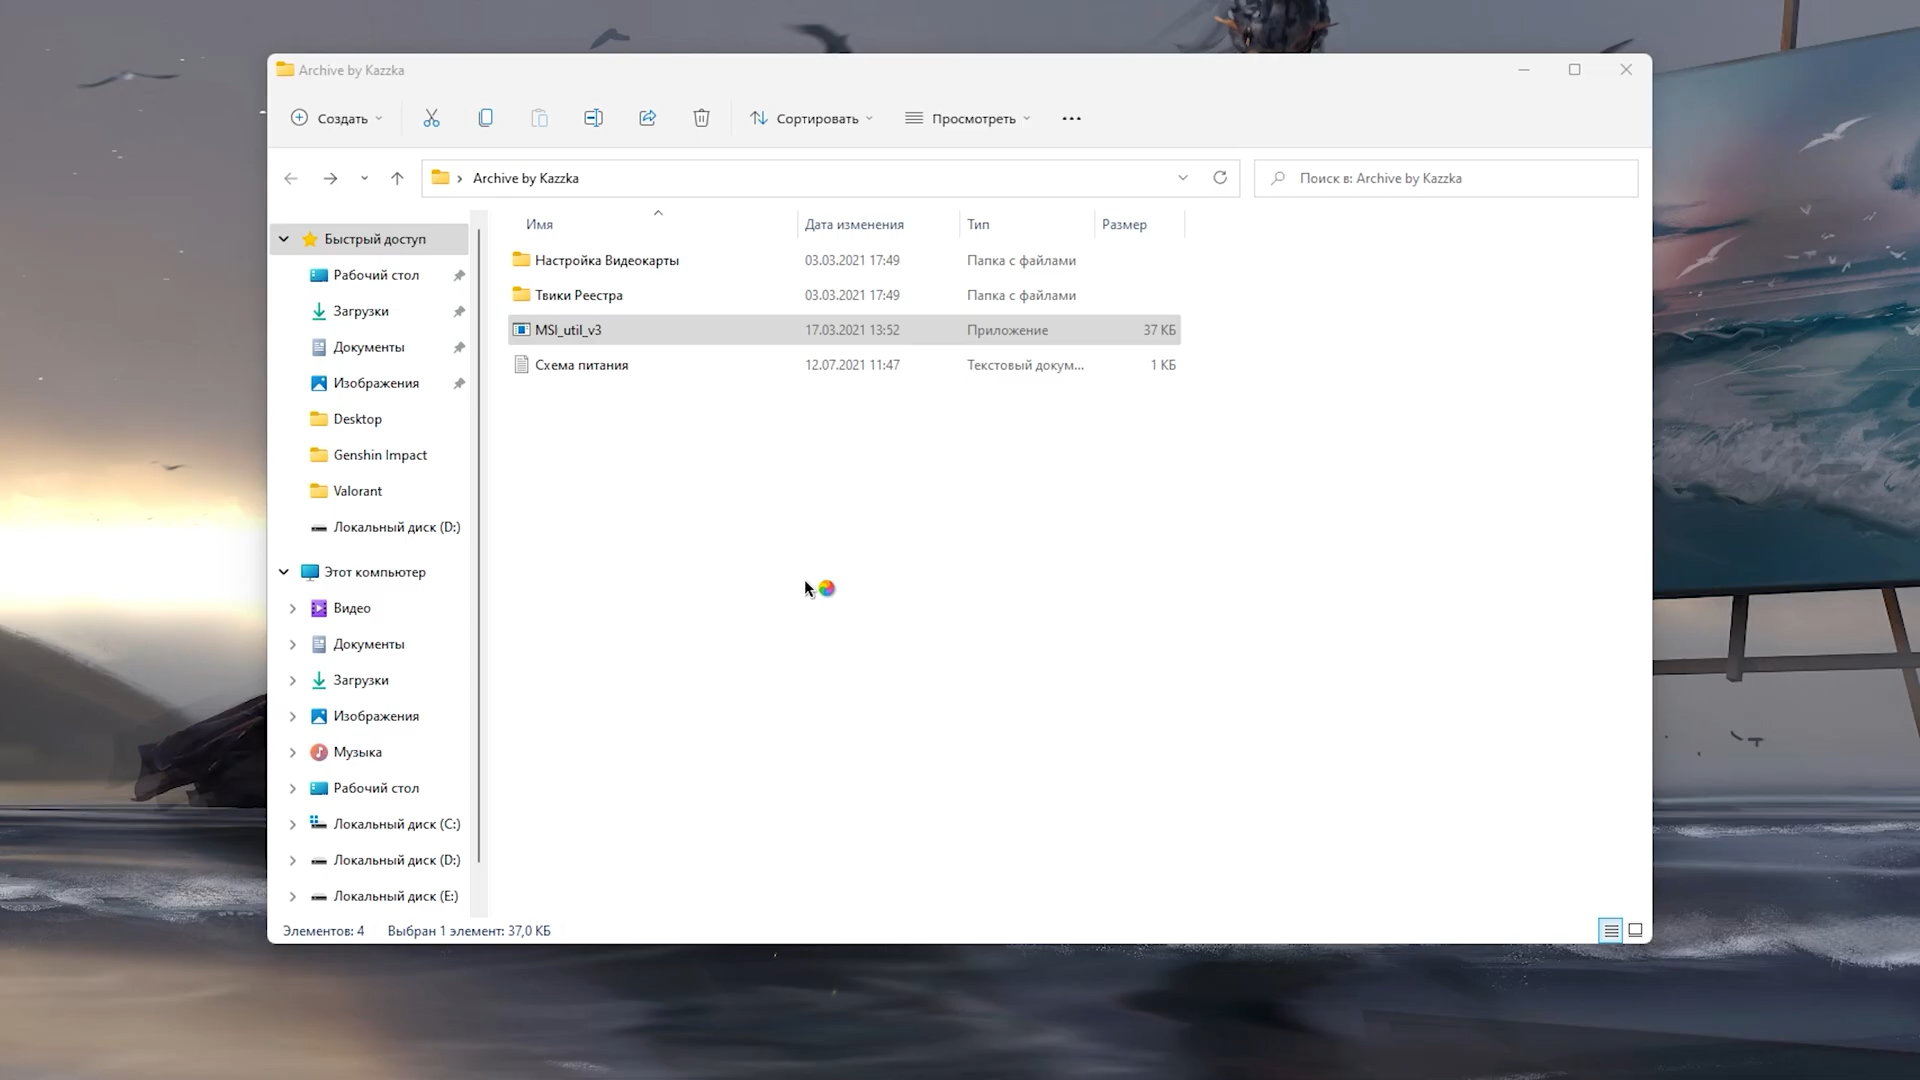 Archive by Kazzka
Создать
Сортировать
Просмотреть
Archive by Kazzka
Поиск в: Archive by Kazzka
Имя Дата изменения Тип Размер
Настройка Видеокарты 03.03.2021 17:49 Папка с файлами
Твики Реестра 03.03.2021 17:49 Папка с файлами
MSI_util_v3 17.03.2021 13:52 Приложение 37 КБ
Схема питания 12.07.2021 11:47 Текстовый докум... 1 КБ
Быстрый доступ
Рабочий стол
Загрузки
Документы
Изображения
Desktop
Genshin Impact
Valorant
Локальный диск (D:)
Этот компьютер
Видео
Документы
Загрузки
Изображения
Музыка
Рабочий стол
Локальный диск (C:)
Локальный диск (D:)
Локальный диск (E:)
Элементов: 4 Выбран 1 элемент: 37,0 КБ